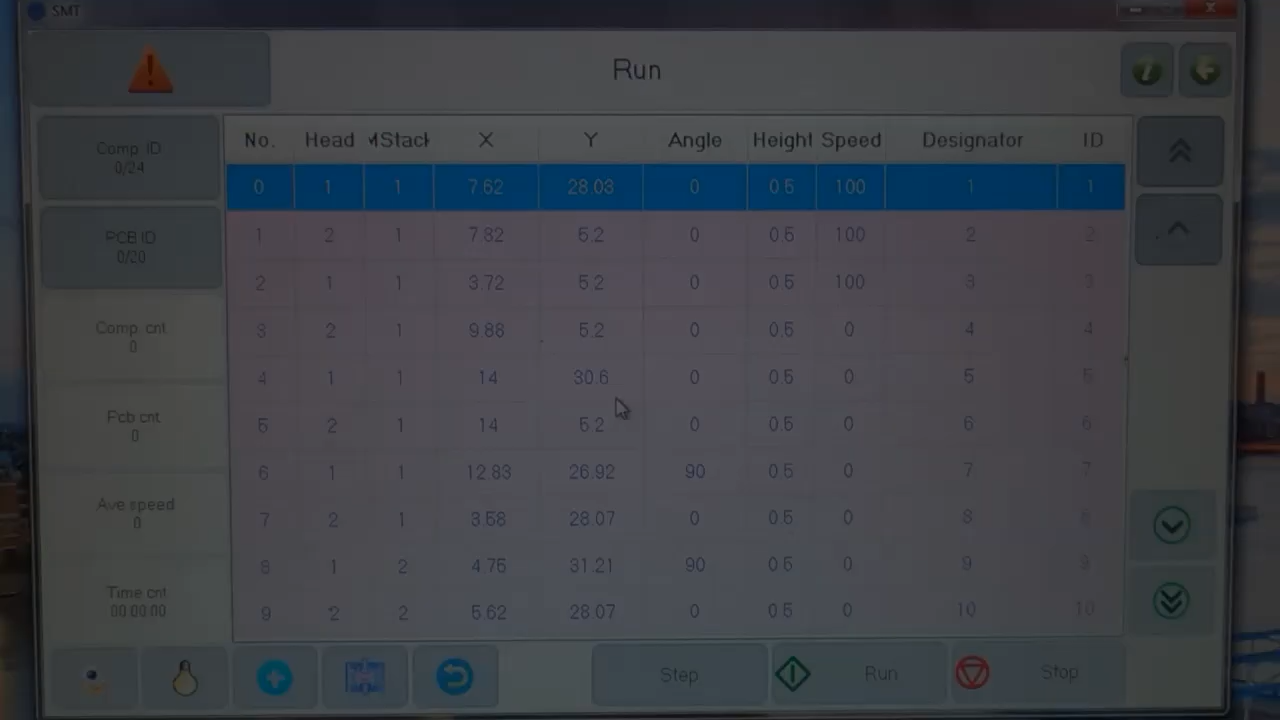 SMT
Run
Comp. ID
0/24
PCB ID
0/20
Comp. cnt
0
Pcb cnt
0
Ave speed
0
Time cnt
00:00:00
No. Head Stack X Y Angle Height Speed Designator ID
0 1 1 7.62 28.03 0 0.5 100 1 1
1 2 1 7.82 5.2 0 0.5 100 2 2
2 1 1 3.72 5.2 0 0.5 100 3 3
3 2 1 9.88 5.2 0 0.5 0 4 4
4 1 1 14 30.6 0 0.5 0 5 5
5 2 1 14 5.2 0 0.5 0 6 6
6 1 1 12.83 26.92 90 0.5 0 7 7
7 2 1 3.58 28.07 0 0.5 0 8 8
8 1 2 4.75 31.21 90 0.5 0 9 9
9 2 2 5.62 28.07 0 0.5 0 10 10
Step Run Stop